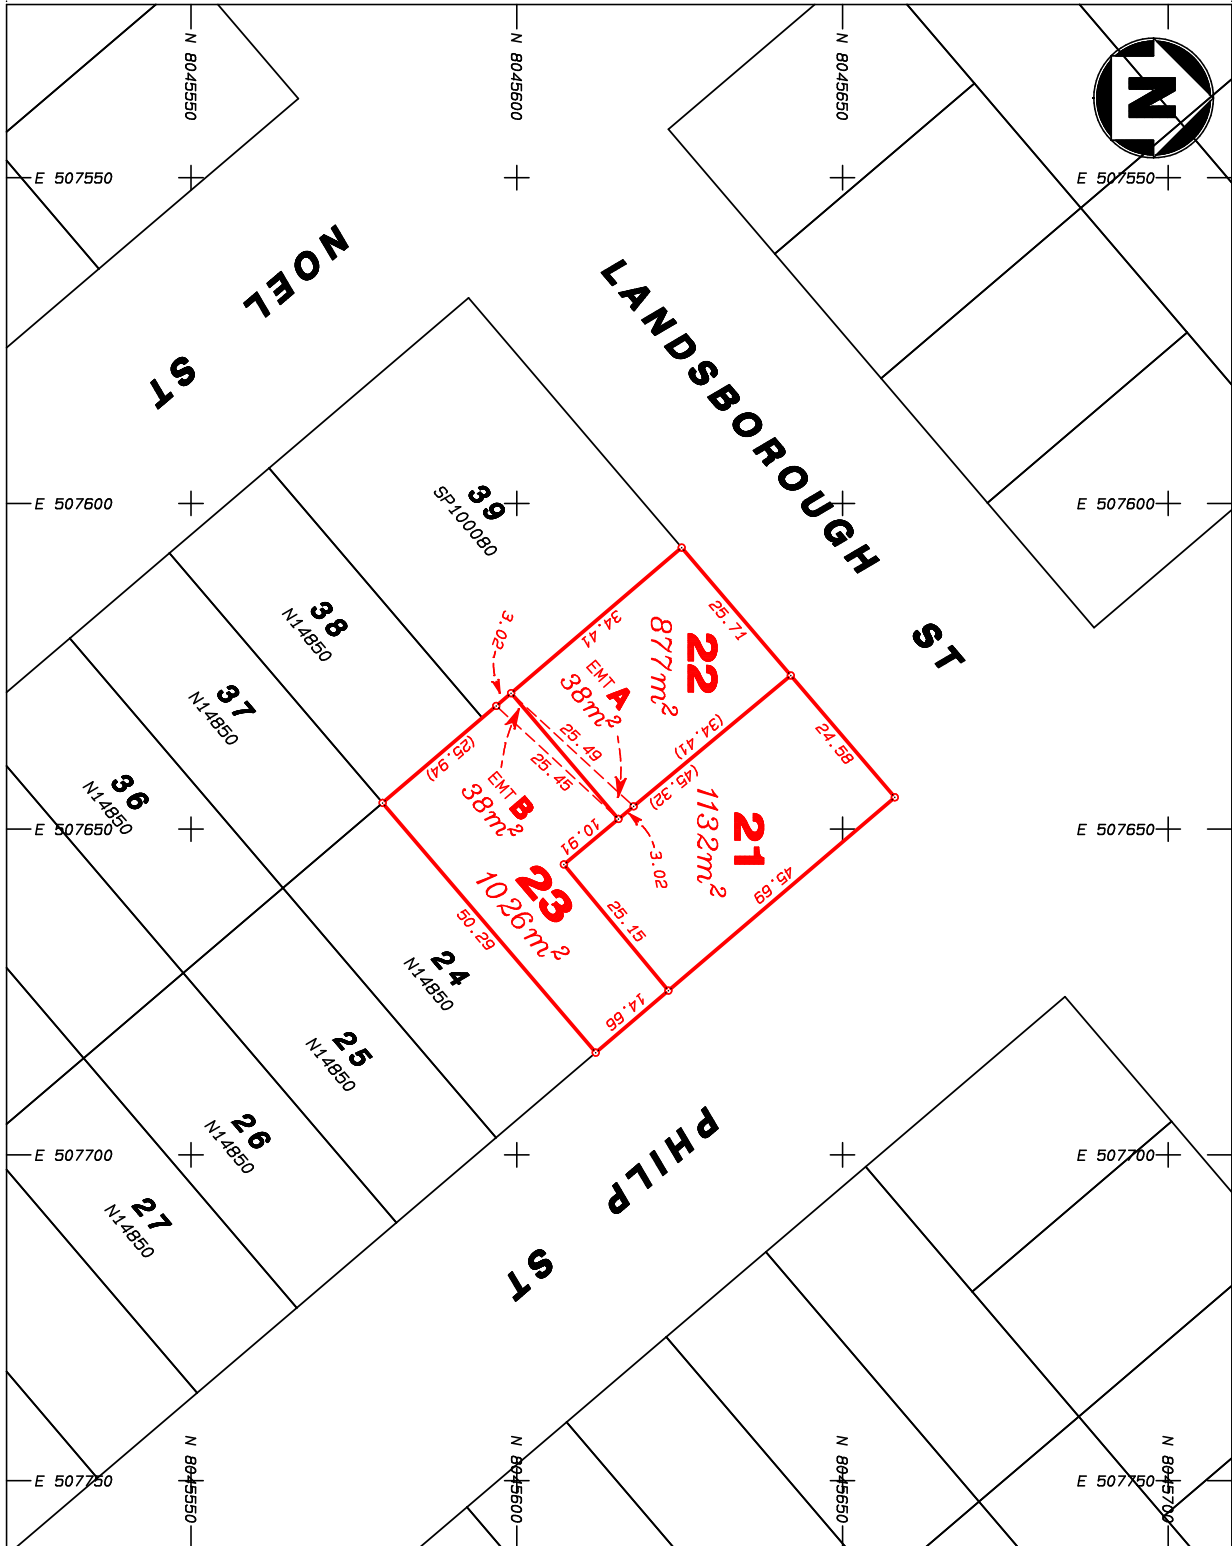 N 8045550
N 8045600
N 8045650
N
E 507550
E 507550
NOEL ST
LANDSBOROUGH ST
E 507600
E 507600
39
SP100080
38
N14850
37
N14850
36
N14850
3.02
34.41
25.71
22
877m²
EMT A
38m²
25.49
25.45
(34.41)
(45.32)
24.58
(25.94)
EMT B
38m²
10.91
3.02
21
1132m²
45.69
E 507650
E 507650
23
1026m²
25.15
50.29
14.66
24
N14850
25
N14850
26
N14850
27
N14850
PHILP ST
E 507700
E 507700
E 507750
E 507750
N 8045550
N 8045600
N 8045650
N 8045700